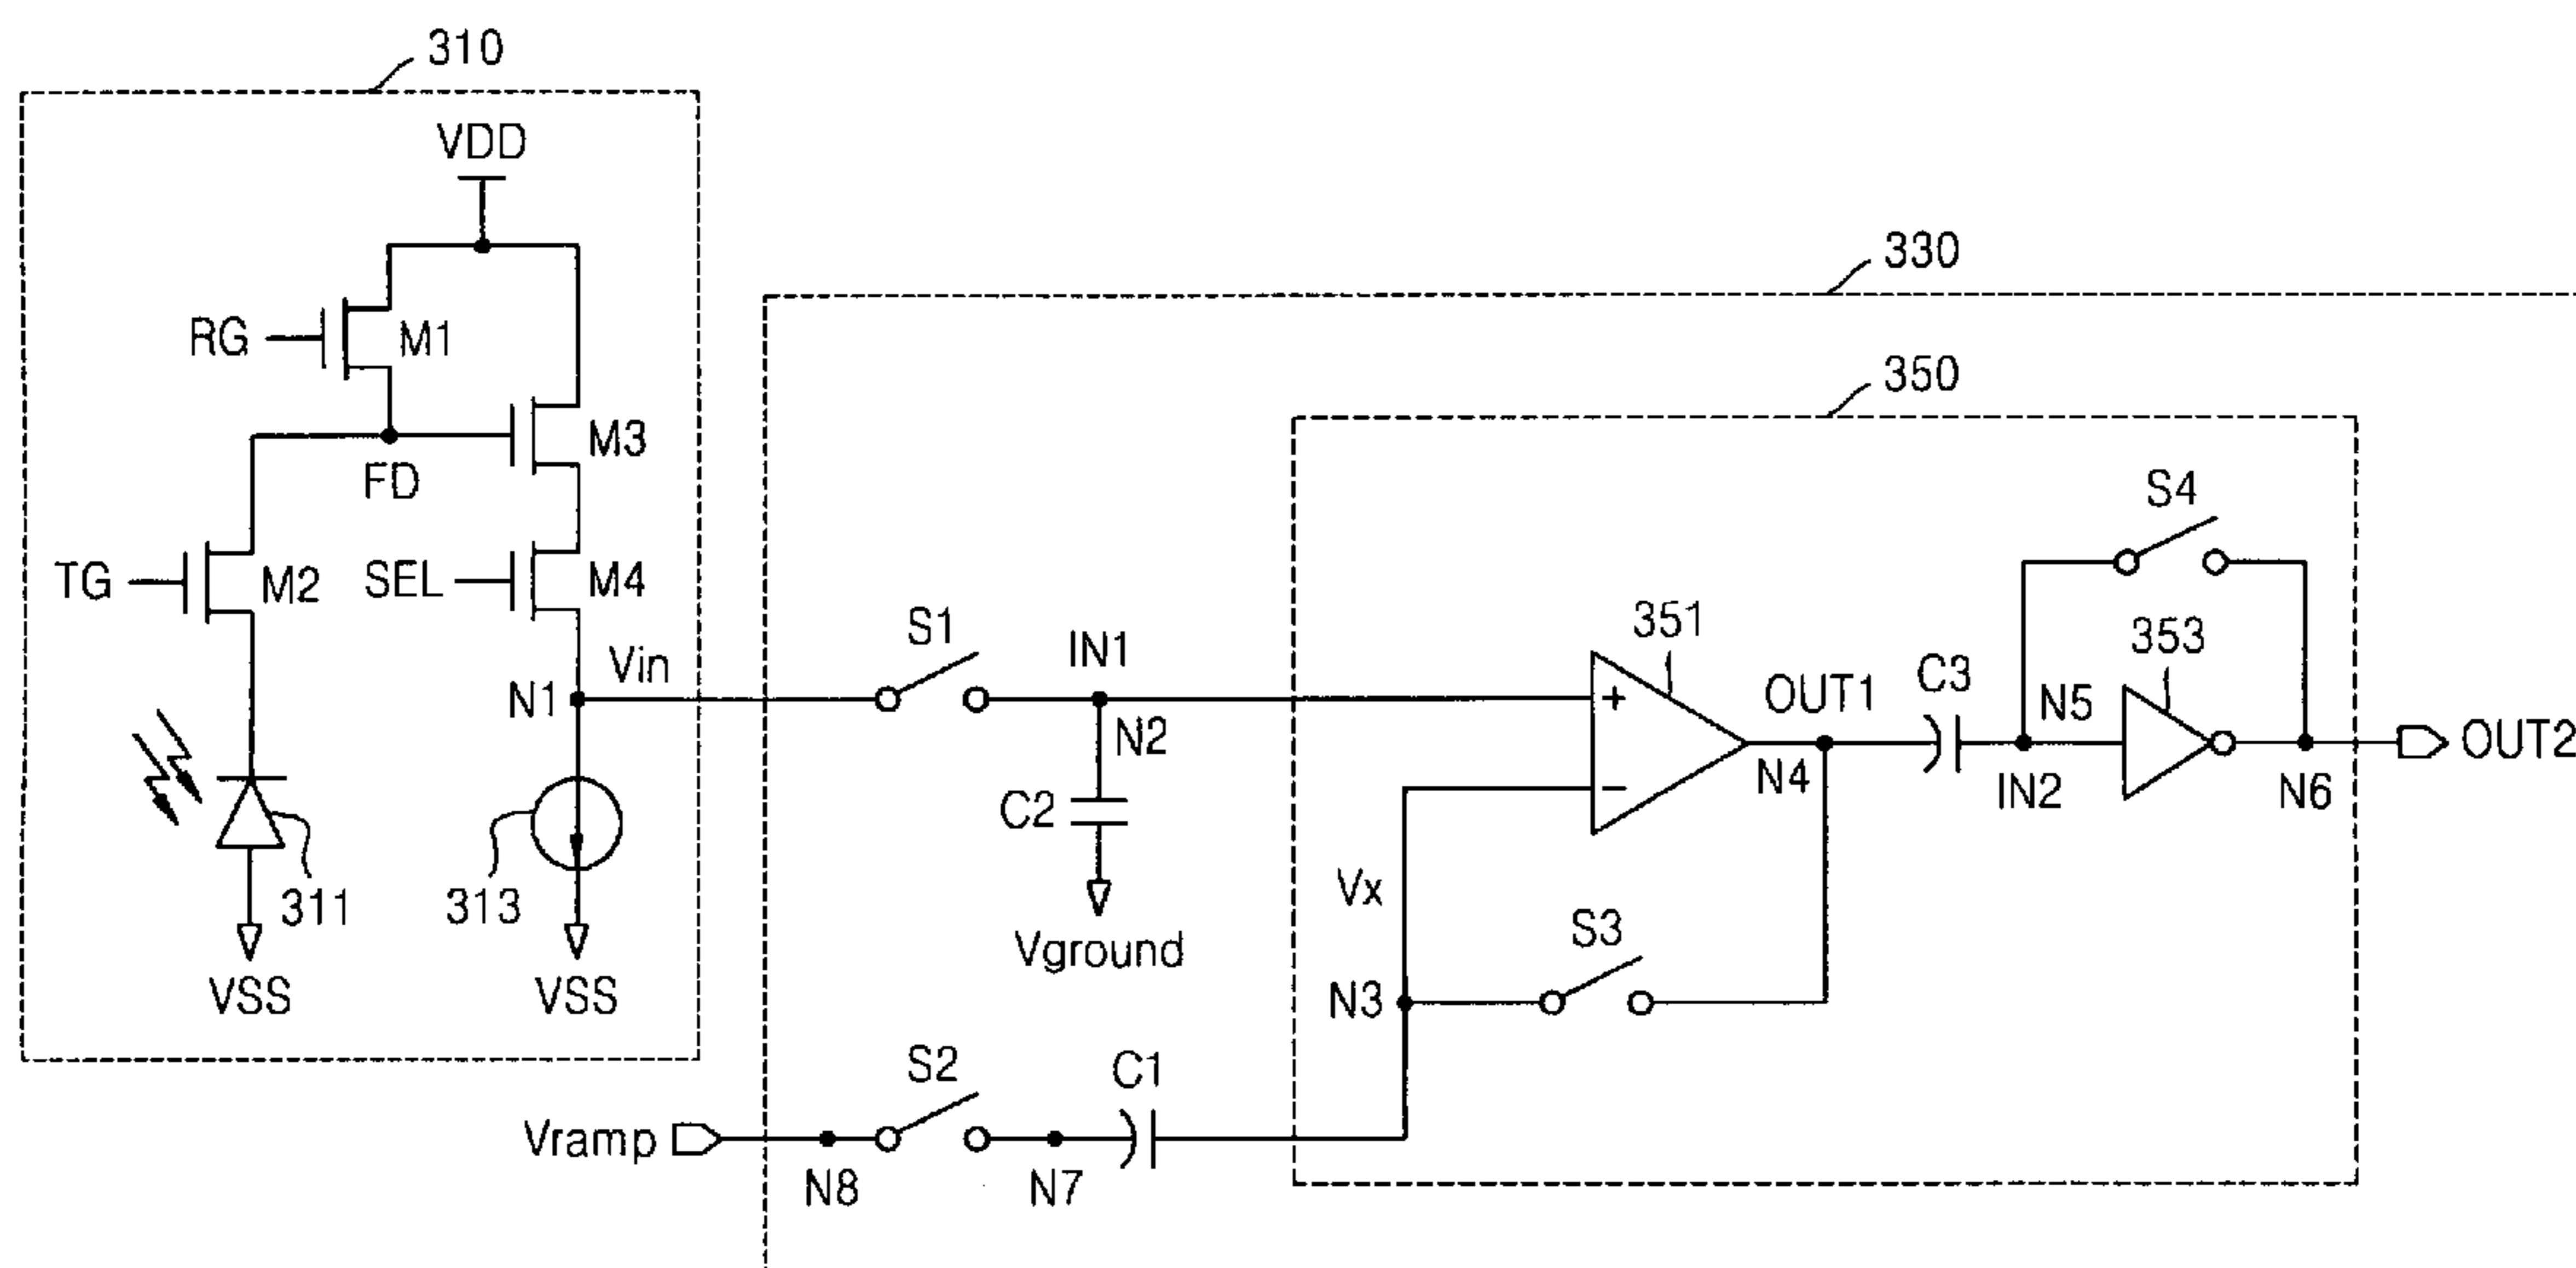 310
VDD
330
RG
M1
350
M3
FD
S4
TG
M2
SEL
M4
S1
IN1
351
353
Vin
C3
N1
OUT1
N5
N2
OUT2
N4
IN2
N6
C2
Vx
311
313
S3
Vground
VSS
VSS
N3
S2
C1
Vramp
N8
N7
+
−